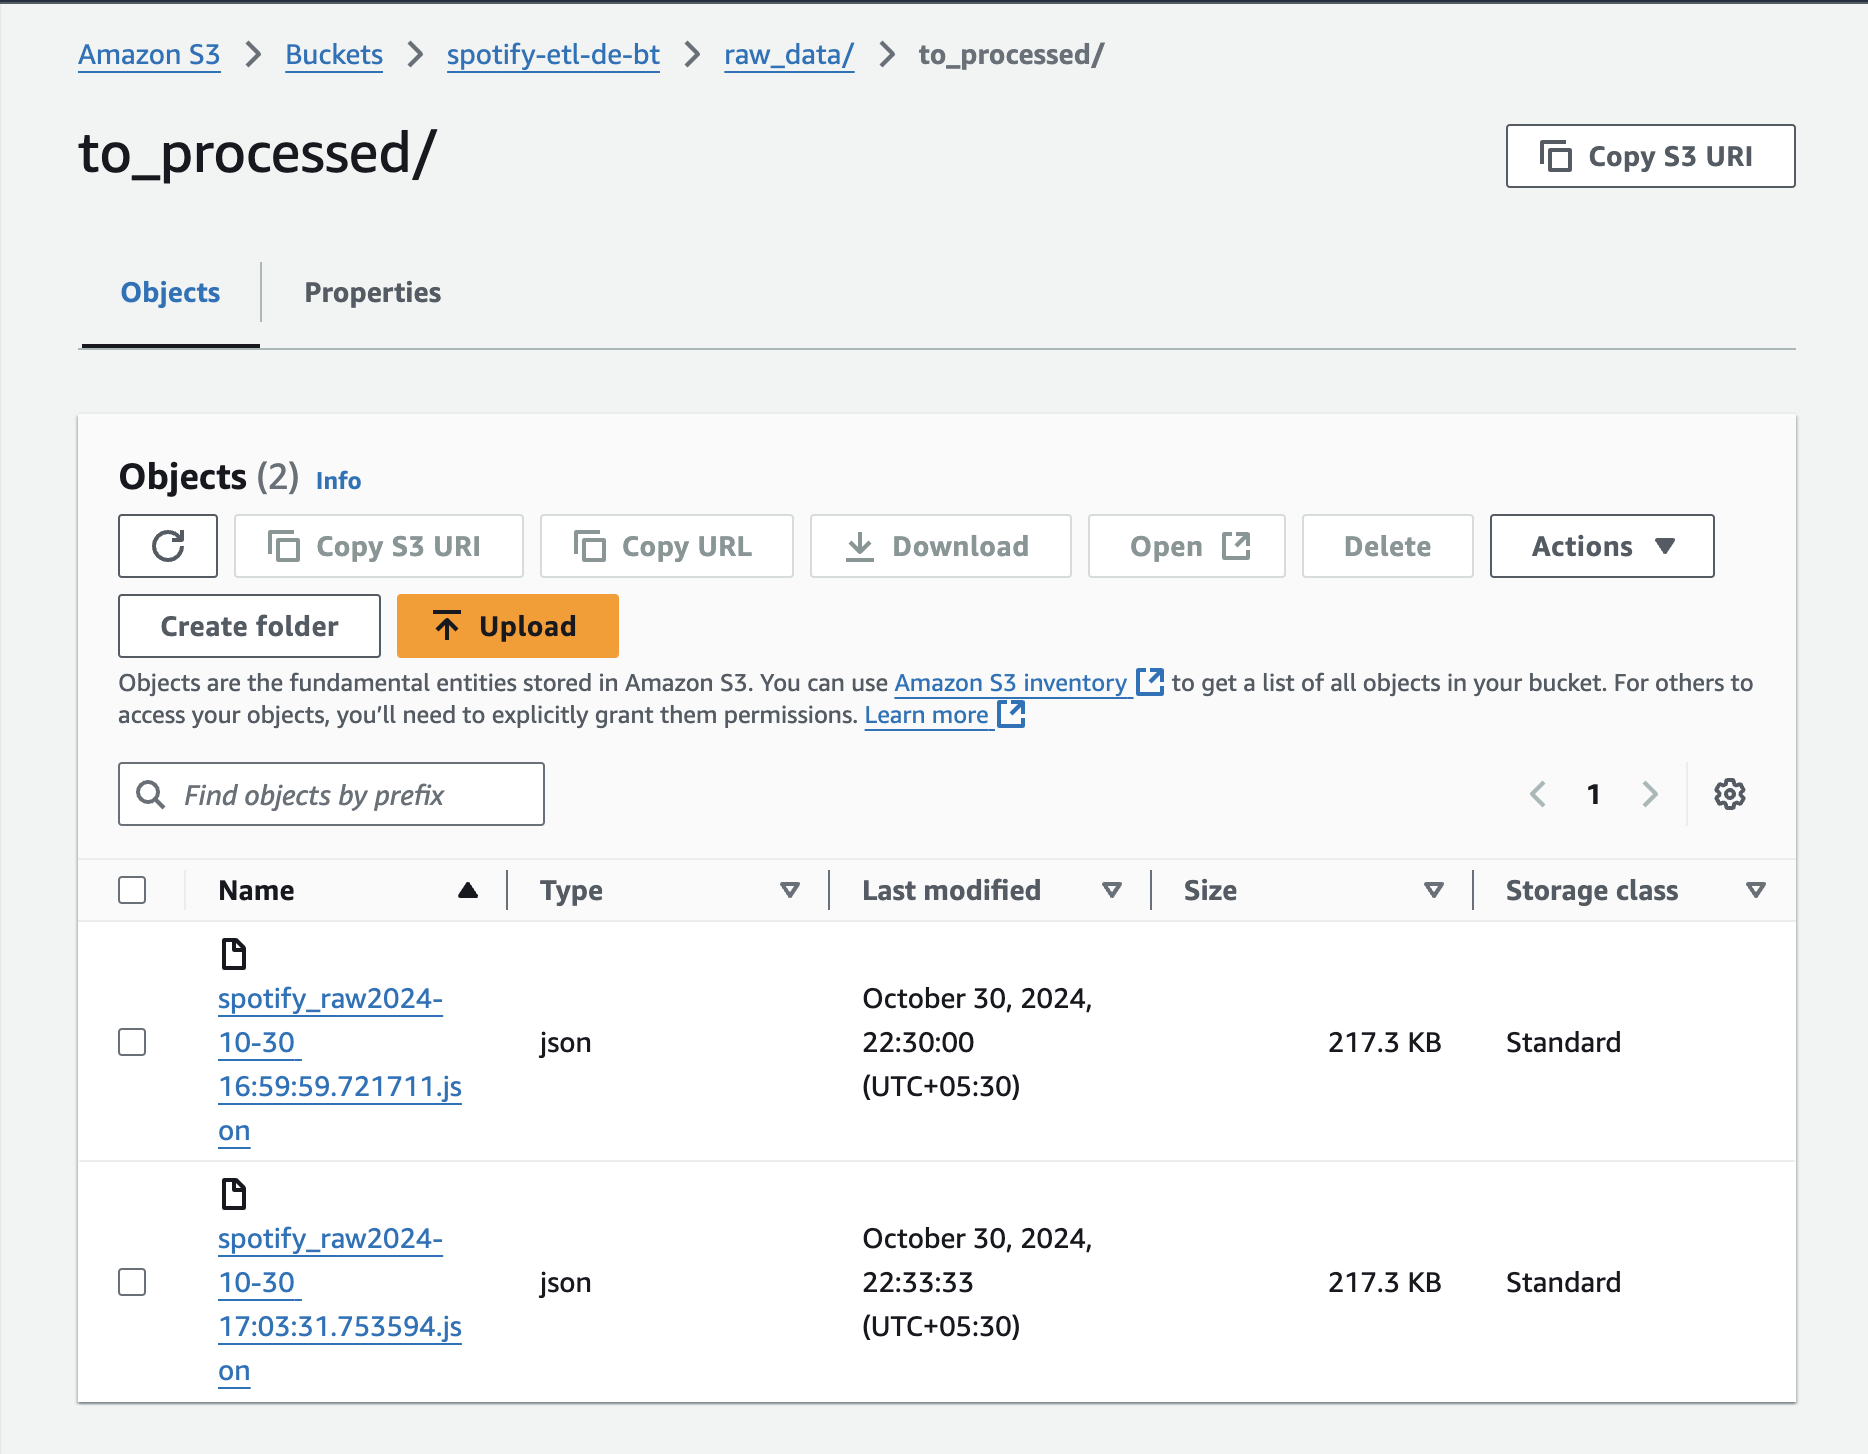 Amazon S3 > Buckets > spotify-etl-de-bt > raw_data/ > to_processed/
to_processed/
Copy S3 URI
Objects
Properties
Objects (2) Info
Copy S3 URI
Copy URL
Download
Open
Delete
Actions
Create folder
Upload
Objects are the fundamental entities stored in Amazon S3. You can use Amazon S3 inventory to get a list of all objects in your bucket. For others to
access your objects, you’ll need to explicitly grant them permissions. Learn more
Find objects by prefix
1
Name
Type
Last modified
Size
Storage class
spotify_raw2024-
10-30
16:59:59.721711.js
on
json
October 30, 2024,
22:30:00
(UTC+05:30)
217.3 KB
Standard
spotify_raw2024-
10-30
17:03:31.753594.js
on
json
October 30, 2024,
22:33:33
(UTC+05:30)
217.3 KB
Standard